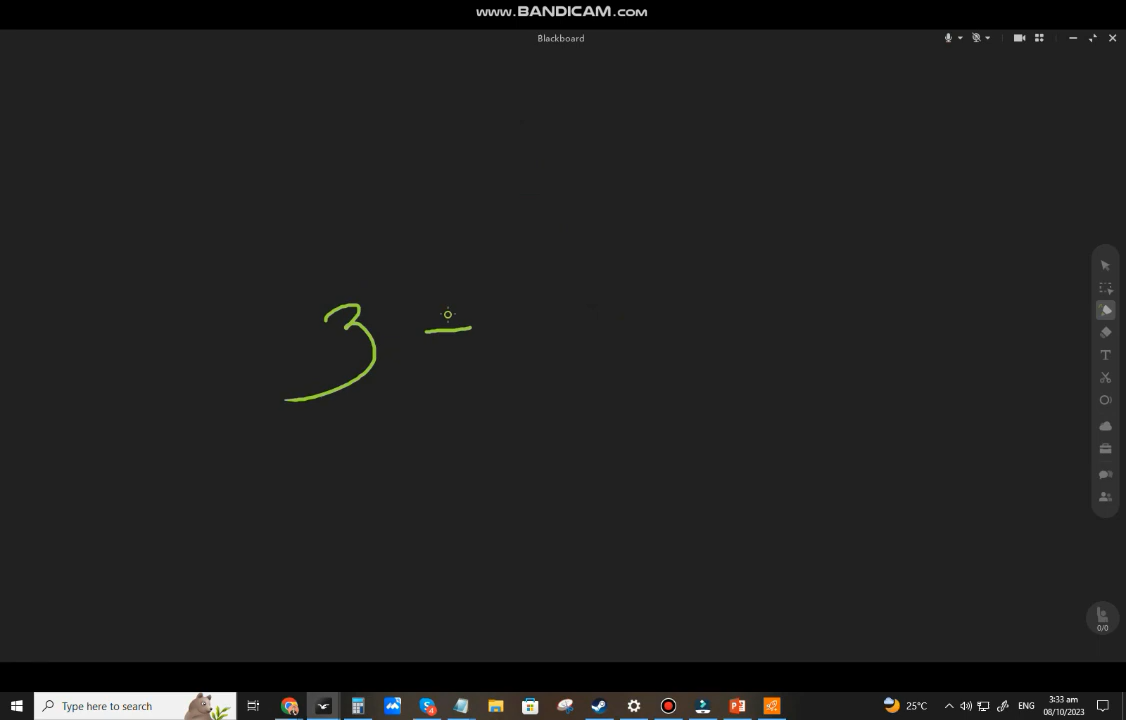 WWW.BANDICAM.COM
Blackboard
3 –
0/0
Type here to search
25°C
ENG
3:33 am
08/10/2023